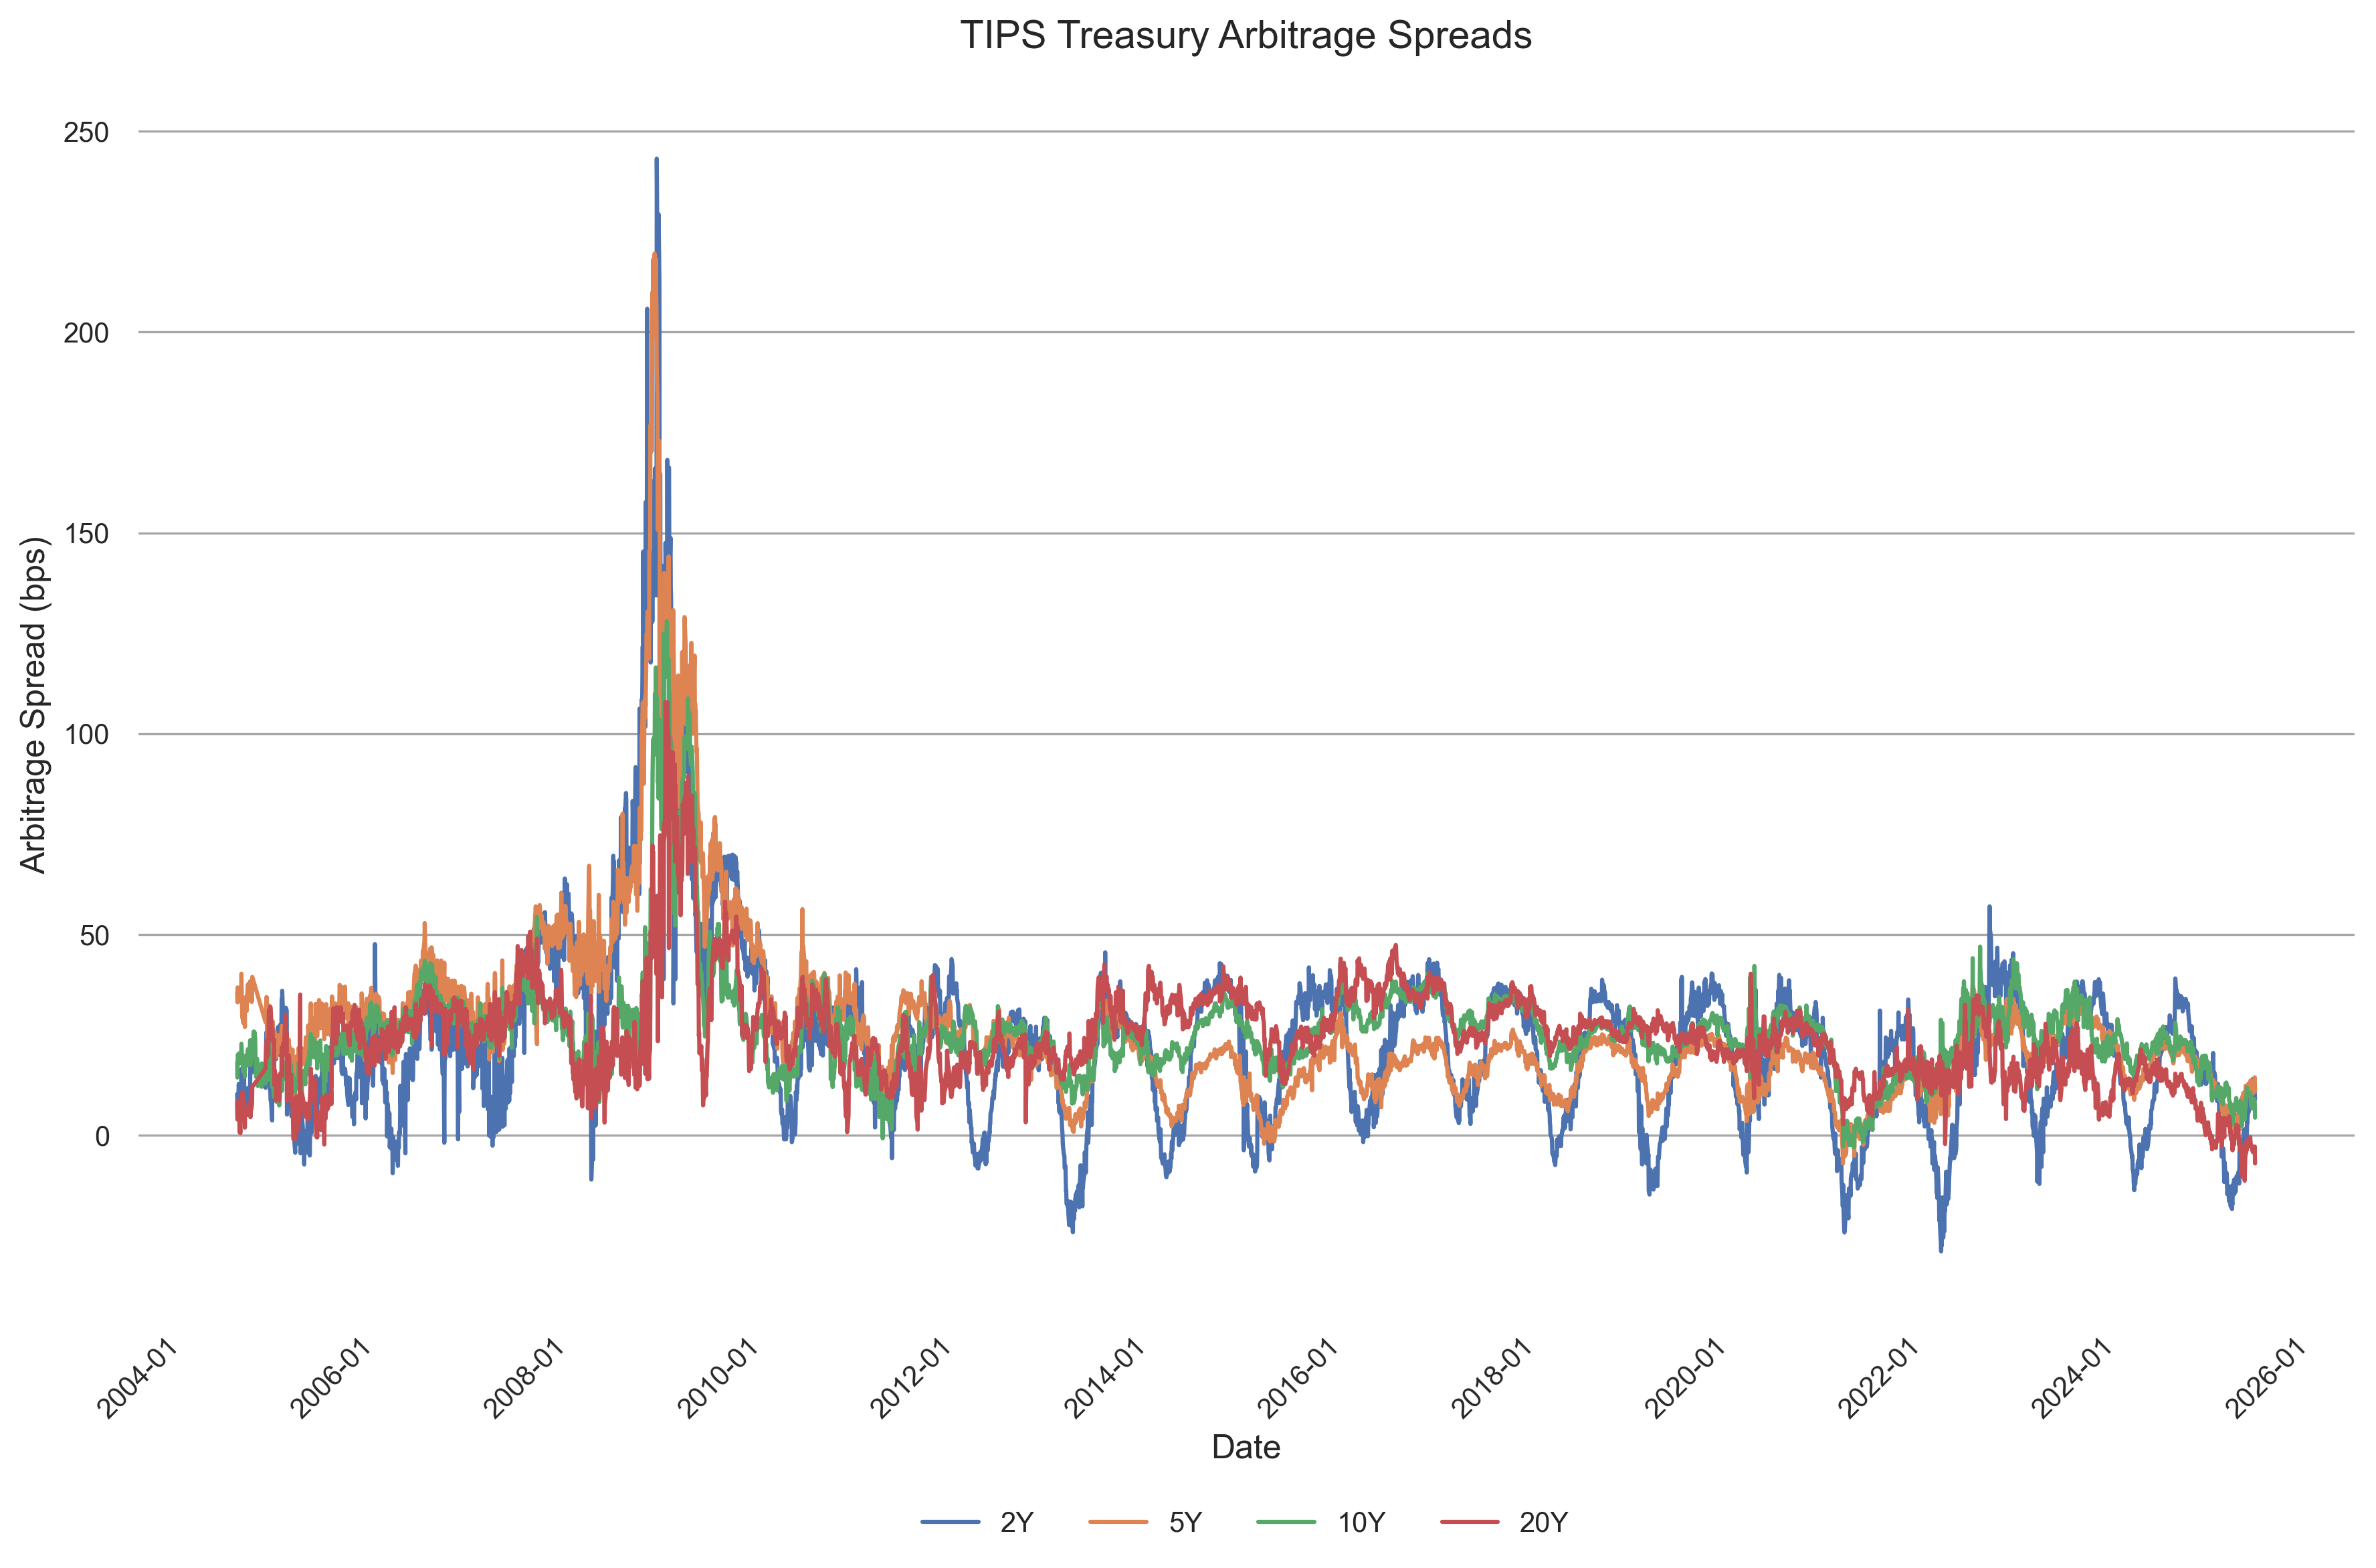 TIPS Treasury Arbitrage Spreads
Arbitrage Spread (bps)
250
200
150
100
50
0
2004-01
2006-01
2008-01
2010-01
2012-01
2014-01
2016-01
2018-01
2020-01
2022-01
2024-01
2026-01
Date
2Y
5Y
10Y
20Y